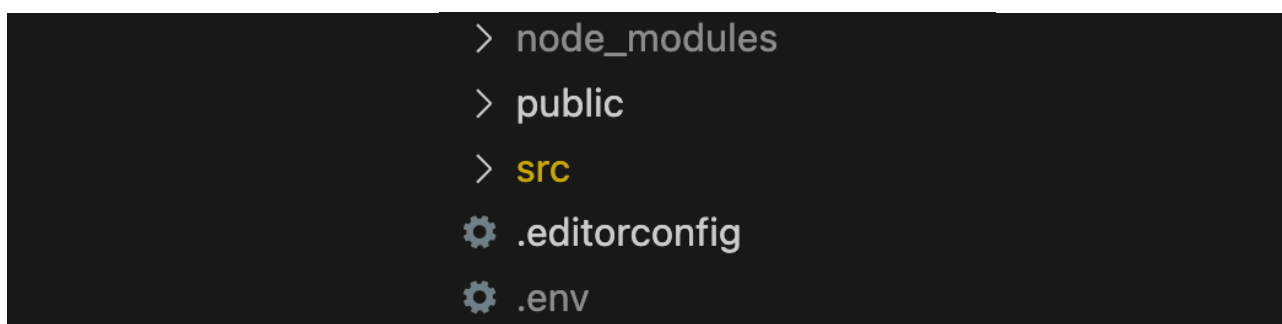 node_modules
public
src
.editorconfig
.env